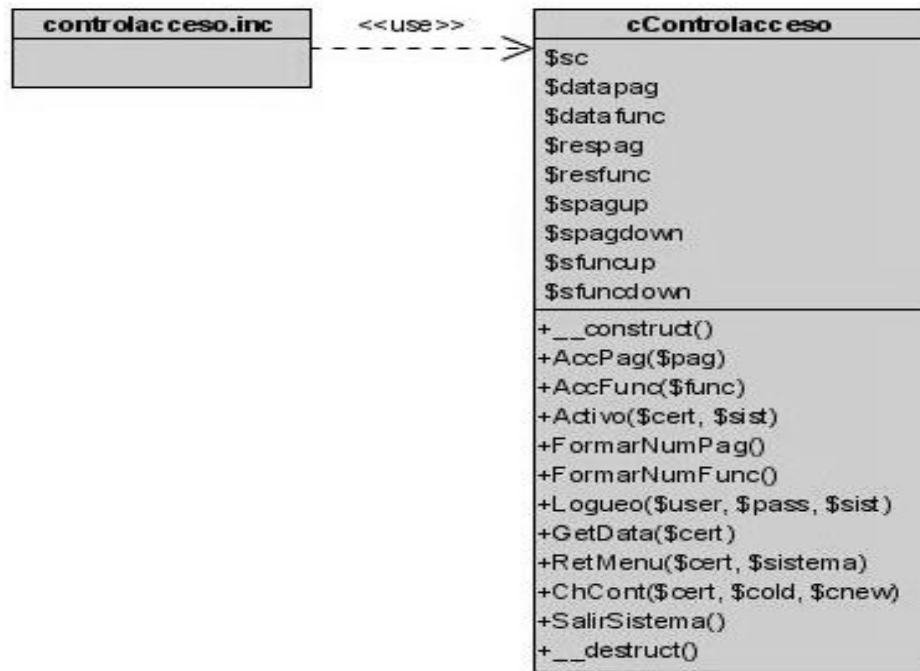 controlacceso.inc
<<use>>
cControlacceso
$sc
$datapag
$datafunc
$respag
$resfunc
$spagup
$spagdown
$sfuncup
$sfuncdown
+__construct()
+AccPag($pag)
+AccFunc($func)
+Activo($cert, $sist)
+FormarNumPag()
+FormarNumFunc()
+Logueo($user, $pass, $sist)
+GetData($cert)
+RetMenu($cert, $sistema)
+ChCont($cert, $cold, $cnew)
+SalirSistema()
+__destruct()